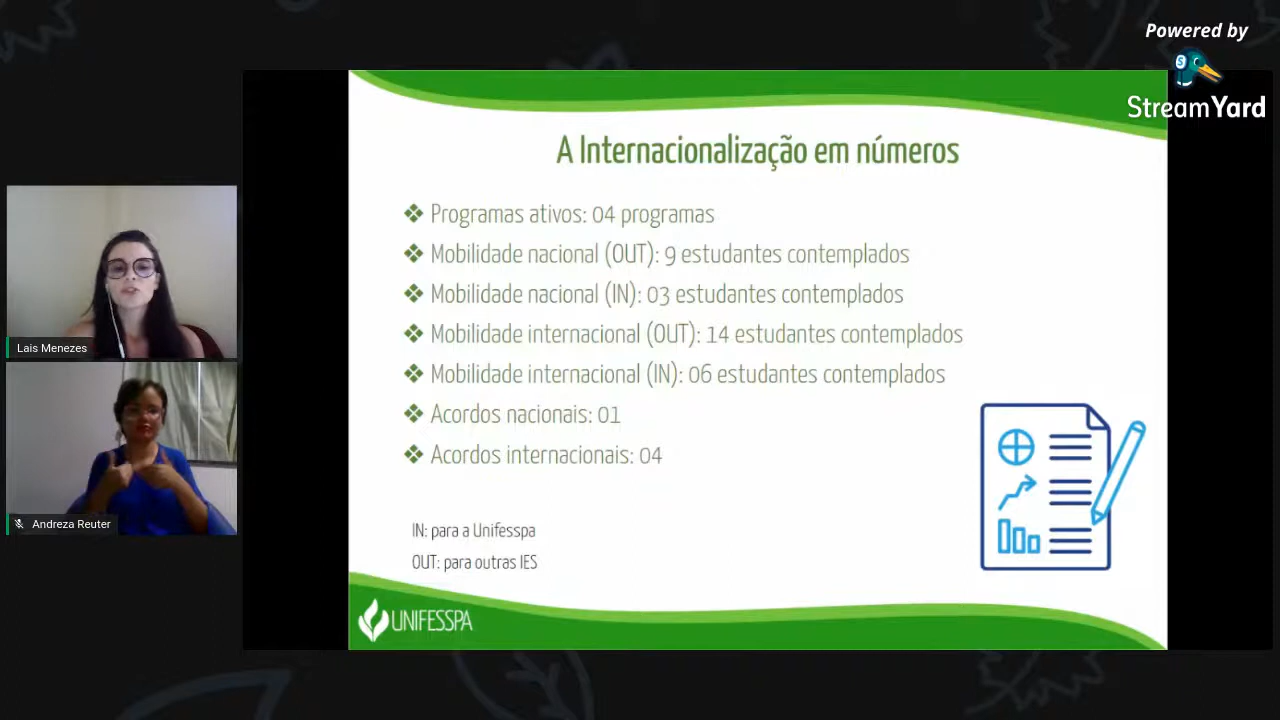 Powered by
StreamYard
A Internacionalização em números
Programas ativos: 04 programas
Mobilidade nacional (OUT): 9 estudantes contemplados
Mobilidade nacional (IN): 03 estudantes contemplados
Mobilidade internacional (OUT): 14 estudantes contemplados
Mobilidade internacional (IN): 06 estudantes contemplados
Acordos nacionais: 01
Acordos internacionais: 04
IN: para a Unifesspa
OUT: para outras IES
UNIFESSPA
Lais Menezes
Andreza Reuter